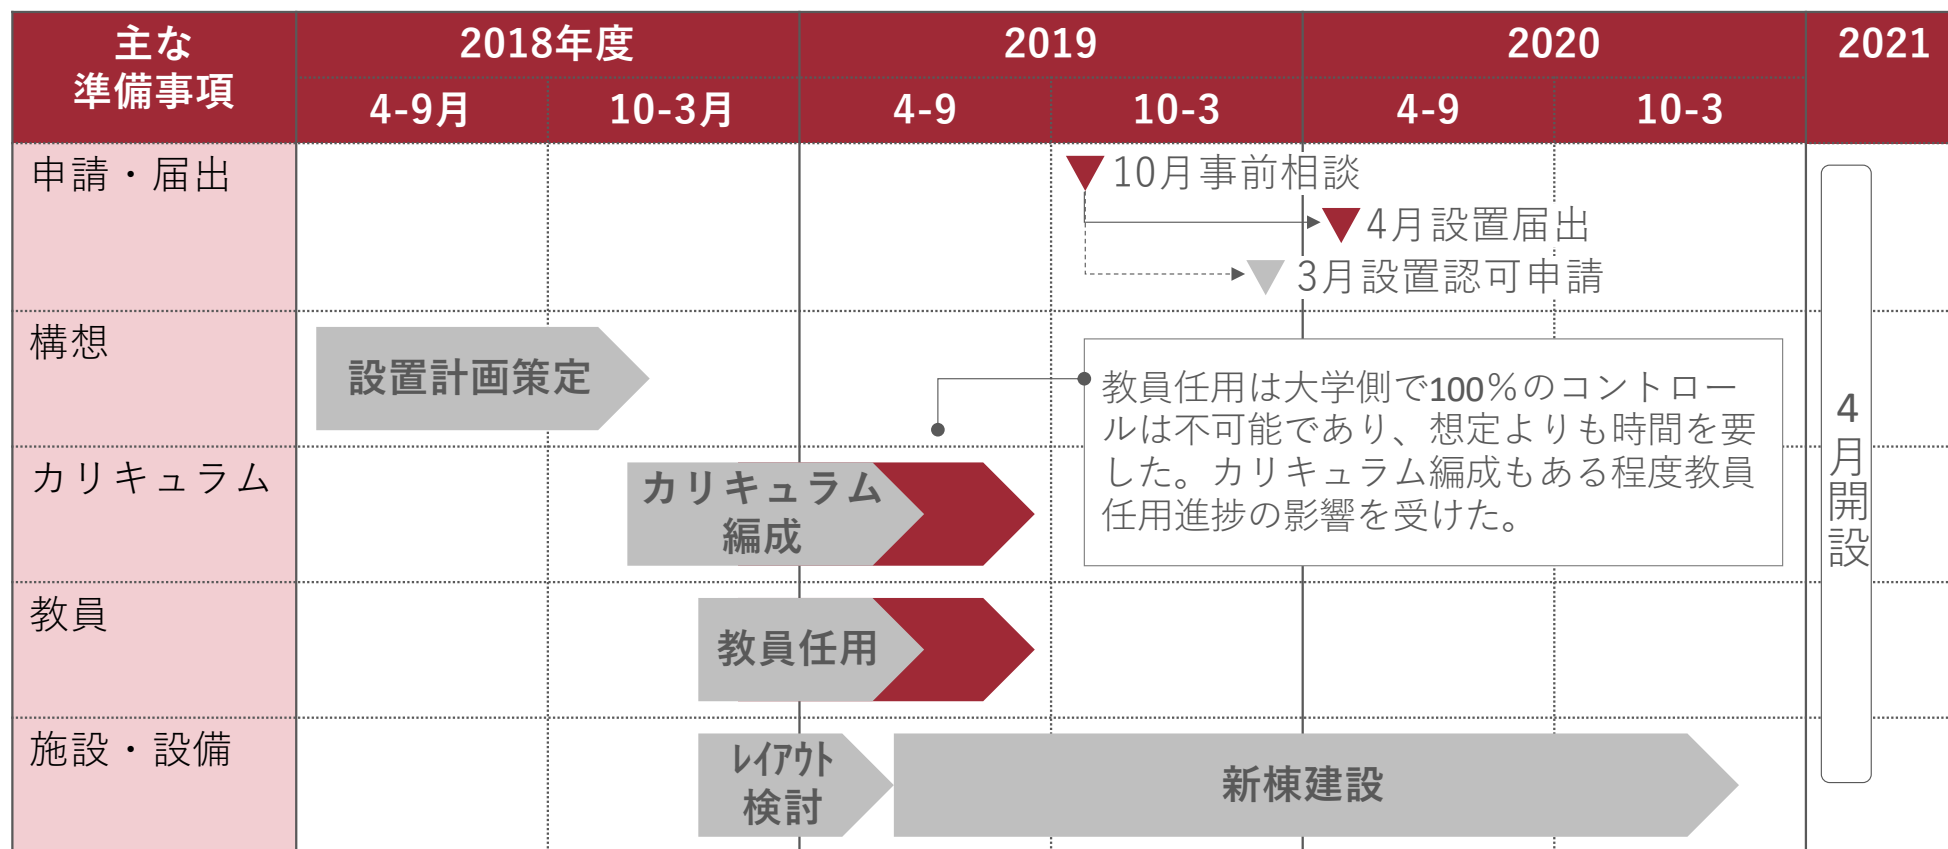 主な
準備事項
2018年度
2019
2020
2021
4-9月
10-3月
4-9
10-3
4-9
10-3
申請・届出
10月事前相談
4月設置届出
3月設置認可申請
構想
設置計画策定
教員任用は大学側で100%のコントロー
ルは不可能であり、想定よりも時間を要
した。カリキュラム編成もある程度教員
任用進捗の影響を受けた。
カリキュラム
カリキュラム
編成
教員
教員任用
施設・設備
ﾚｲｱｳﾄ
検討
新棟建設
4月開設